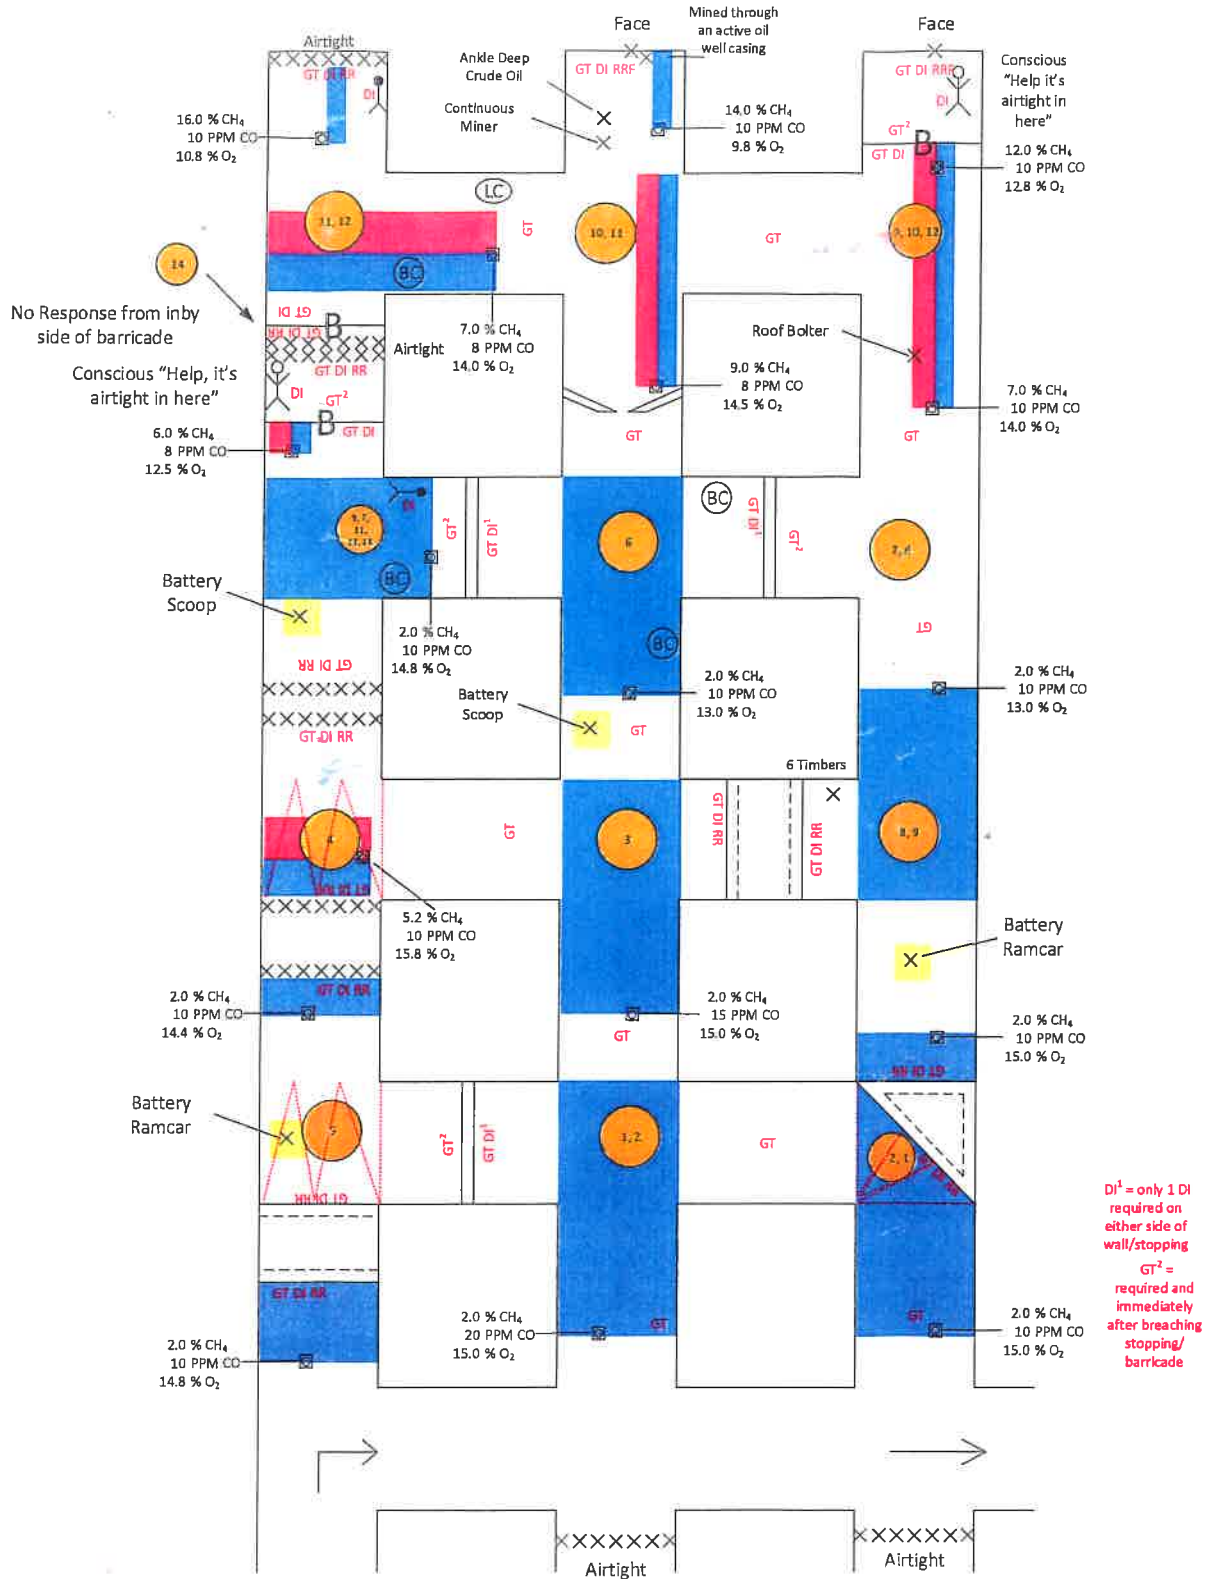 Face
Mined through
an active oil
well casing
Face
Airtight
GT DI RR
DI
Ankle Deep
Crude Oil
Continuous
Miner
GT DI RRF
GT DI RRR
DI
Conscious
"Help it's
airtight in
here"
16.0 % CH₄
10 PPM CO
10.8 % O₂
14.0 % CH₄
10 PPM CO
9.8 % O₂
GT²
B
GT DI
12.0 % CH₄
10 PPM CO
12.8 % O₂
LC
11, 12
GT
10, 11
GT
9, 10, 12
14
BC
No Response from inby
side of barricade
GT DI
B
GT DI RR
GT DI RR
Airtight
7.0 % CH₄
8 PPM CO
14.0 % O₂
Roof Bolter
Conscious "Help, it's
airtight in here"
DI
GT²
B
GT DI
9.0 % CH₄
8 PPM CO
14.5 % O₂
7.0 % CH₄
10 PPM CO
14.0 % O₂
6.0 % CH₄
8 PPM CO
12.5 % O₂
GT
GT
DI
GT²
GT DI¹
6
BC
GT DI¹
GT²
BC
Battery
Scoop
GT DI RR
2.0 % CH₄
10 PPM CO
14.8 % O₂
BC
GT
2.0 % CH₄
10 PPM CO
13.0 % O₂
2.0 % CH₄
10 PPM CO
13.0 % O₂
Battery
Scoop
GT
GT DI RR
6 Timbers
4
GT
3
GT DI RR
GT DI RR
8, 9
GT DI RR
5.2 % CH₄
10 PPM CO
15.8 % O₂
Battery
Ramcar
GT DI RR
2.0 % CH₄
10 PPM CO
14.4 % O₂
2.0 % CH₄
15 PPM CO
15.0 % O₂
GT
2.0 % CH₄
10 PPM CO
15.0 % O₂
GT DI RR
Battery
Ramcar
5
GT²
GT DI¹
1, 2
GT
2, 1
GT DI RR
GT DI RR
DI¹ = only 1 DI
required on
either side of
wall/stopping
GT² =
required and
immediately
after breaching
stopping/
barricade
GT DI RR
2.0 % CH₄
10 PPM CO
14.8 % O₂
2.0 % CH₄
20 PPM CO
15.0 % O₂
GT
GT
2.0 % CH₄
10 PPM CO
15.0 % O₂
Airtight
Airtight